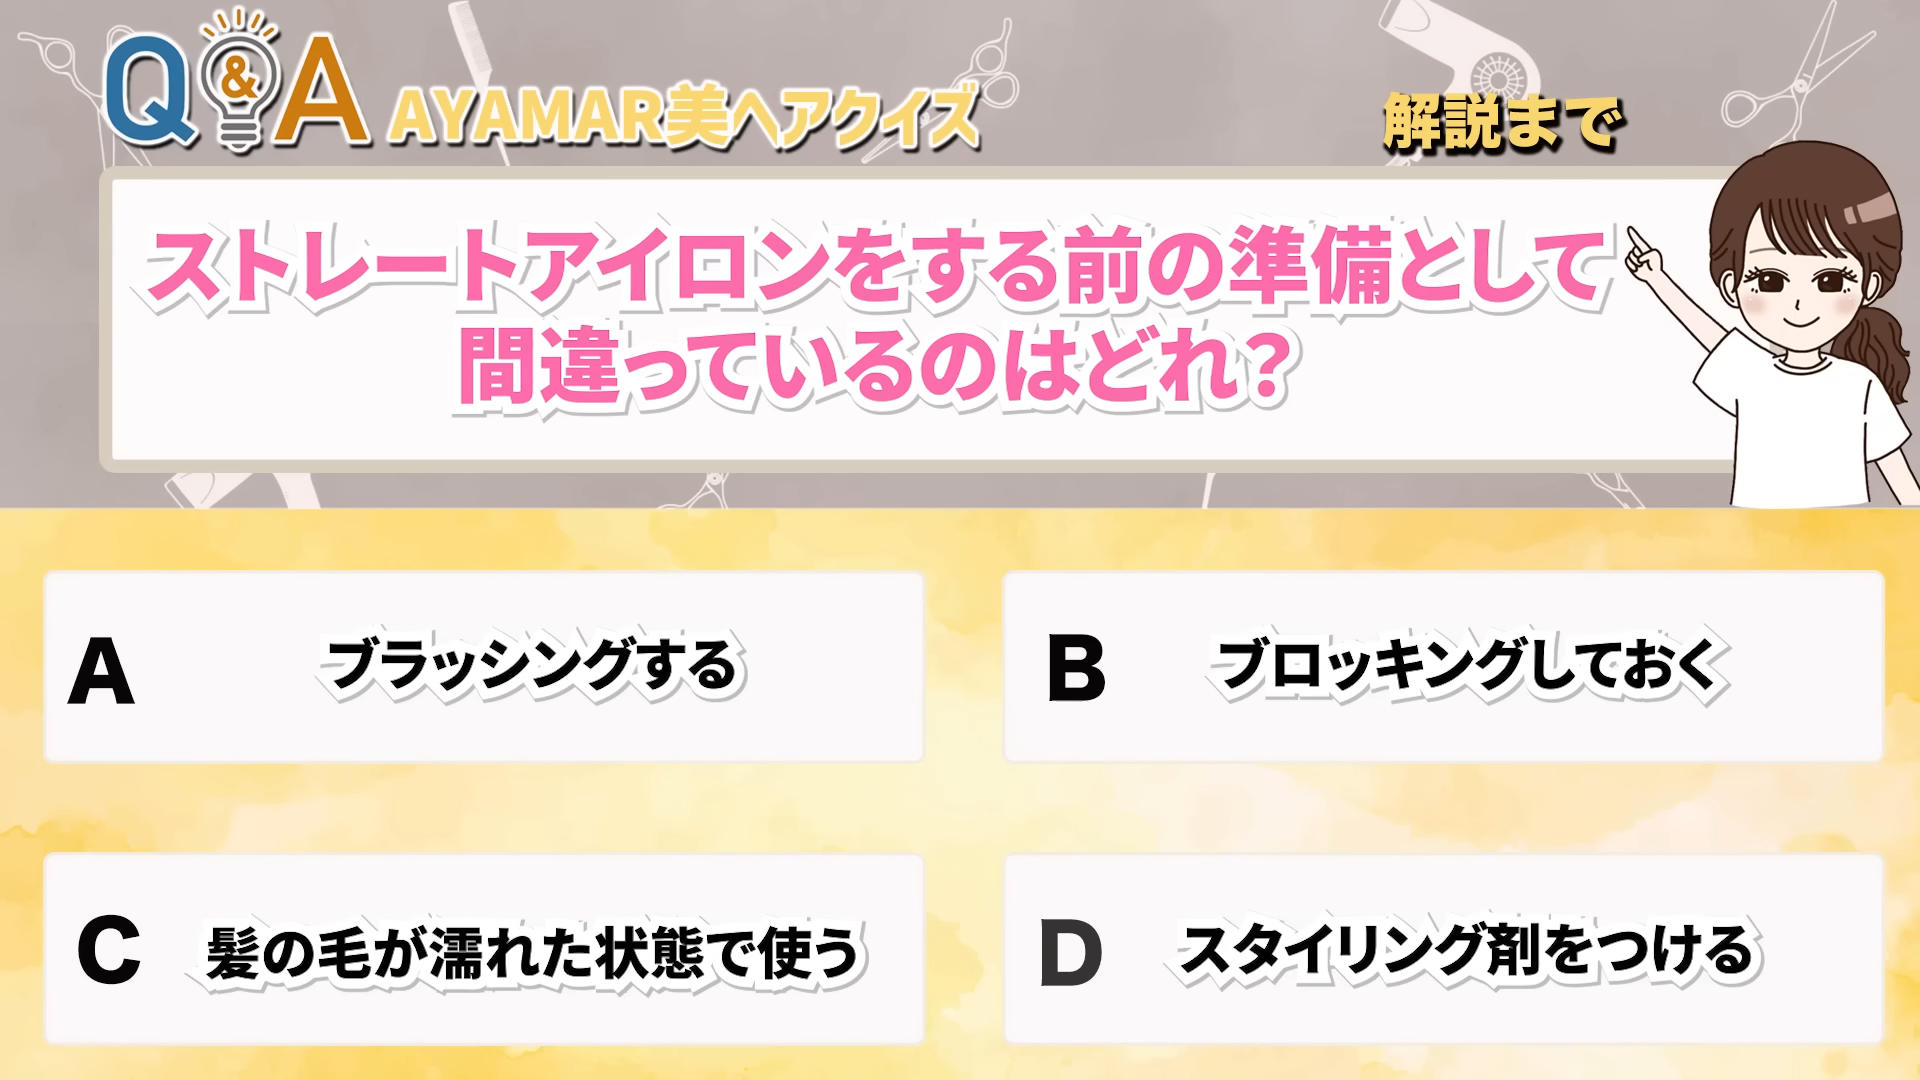 Q&A AYAMAR美ヘアクイズ
解説まで
ストレートアイロンをする前の準備として
間違っているのはどれ？
A ブラッシングする
B ブロッキングしておく
C 髪の毛が濡れた状態で使う
D スタイリング剤をつける